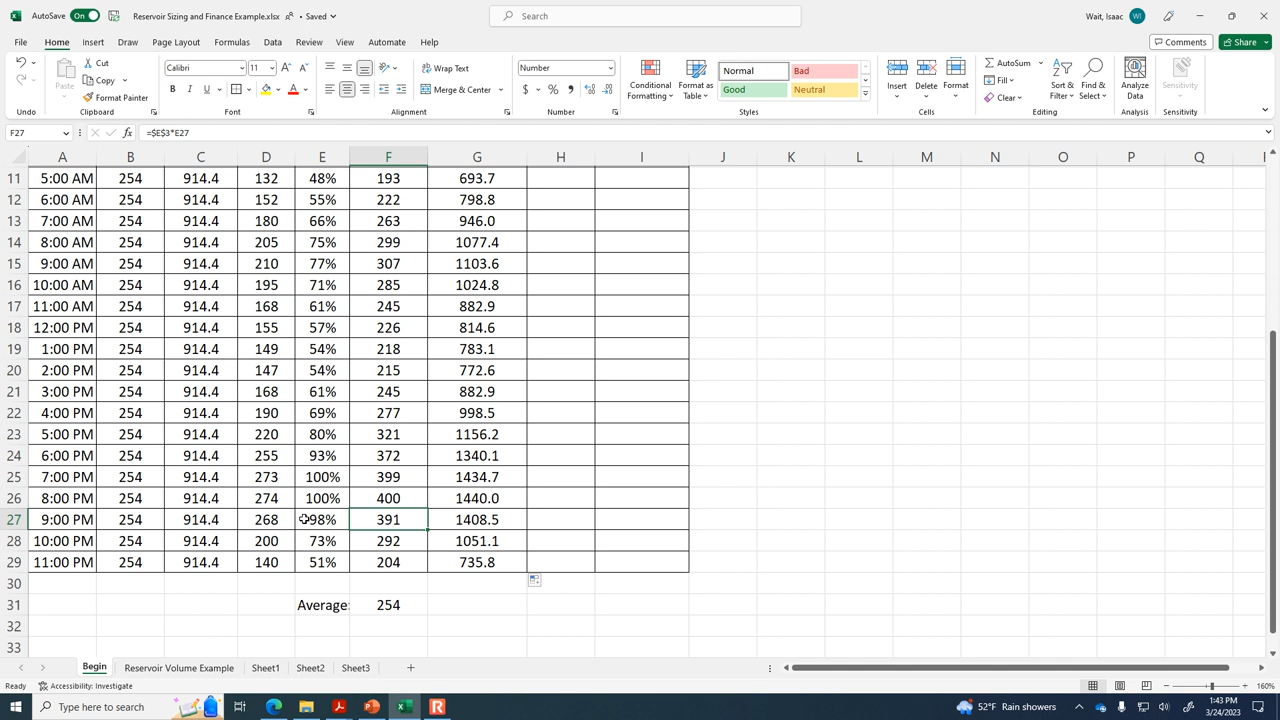 AutoSave On Reservoir Sizing and Finance Example.xlsx • Saved Search Wait, Isaac WI
File Home Insert Draw Page Layout Formulas Data Review View Automate Help Comments Share
Paste Cut Copy Format Painter Calibri 11 Wrap Text Merge & Center Number Conditional Formatting Format as Table Normal Bad Good Neutral Insert Delete Format AutoSum Fill Clear Sort & Filter Find & Select Analyze Data Sensitivity
Undo Clipboard Font Alignment Number Styles Cells Editing Analysis Sensitivity
F27 fx =$E$3*E27
A B C D E F G H I J K L M N O P Q
11 5:00 AM 254 914.4 132 48% 193 693.7
12 6:00 AM 254 914.4 152 55% 222 798.8
13 7:00 AM 254 914.4 180 66% 263 946.0
14 8:00 AM 254 914.4 205 75% 299 1077.4
15 9:00 AM 254 914.4 210 77% 307 1103.6
16 10:00 AM 254 914.4 195 71% 285 1024.8
17 11:00 AM 254 914.4 168 61% 245 882.9
18 12:00 PM 254 914.4 155 57% 226 814.6
19 1:00 PM 254 914.4 149 54% 218 783.1
20 2:00 PM 254 914.4 147 54% 215 772.6
21 3:00 PM 254 914.4 168 61% 245 882.9
22 4:00 PM 254 914.4 190 69% 277 998.5
23 5:00 PM 254 914.4 220 80% 321 1156.2
24 6:00 PM 254 914.4 255 93% 372 1340.1
25 7:00 PM 254 914.4 273 100% 399 1434.7
26 8:00 PM 254 914.4 274 100% 400 1440.0
27 9:00 PM 254 914.4 268 98% 391 1408.5
28 10:00 PM 254 914.4 200 73% 292 1051.1
29 11:00 PM 254 914.4 140 51% 204 735.8
30
31 Average: 254
32
33
Begin Reservoir Volume Example Sheet1 Sheet2 Sheet3
Ready Accessibility: Investigate 160%
Type here to search 52°F Rain showers 1:43 PM
3/24/2023